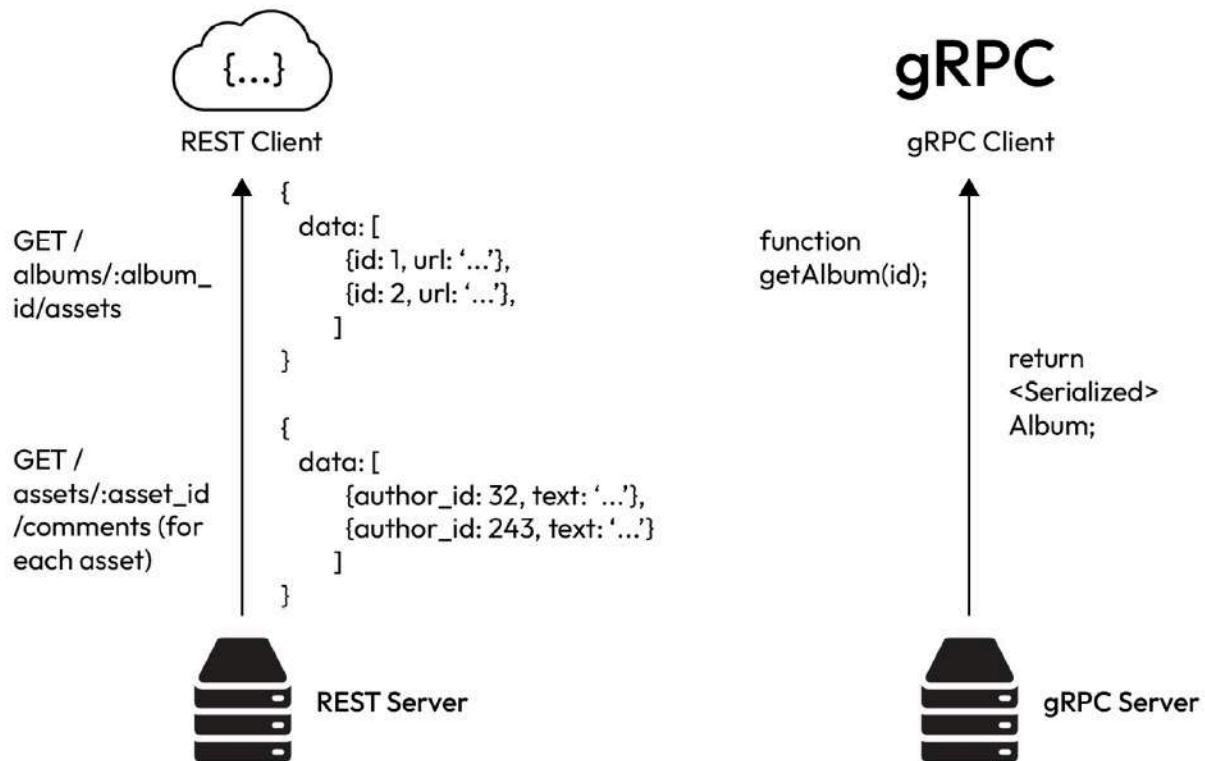 {...}
REST Client
GET /
albums/:album_
id/assets
{
data: [
{id: 1, url: ‘...’},
{id: 2, url: ‘...’},
]
}
GET /
assets/:asset_id
/comments (for
each asset)
{
data: [
{author_id: 32, text: ‘...’},
{author_id: 243, text: ‘...’}
]
}
REST Server
gRPC
gRPC Client
function
getAlbum(id);
return
<Serialized>
Album;
gRPC Server